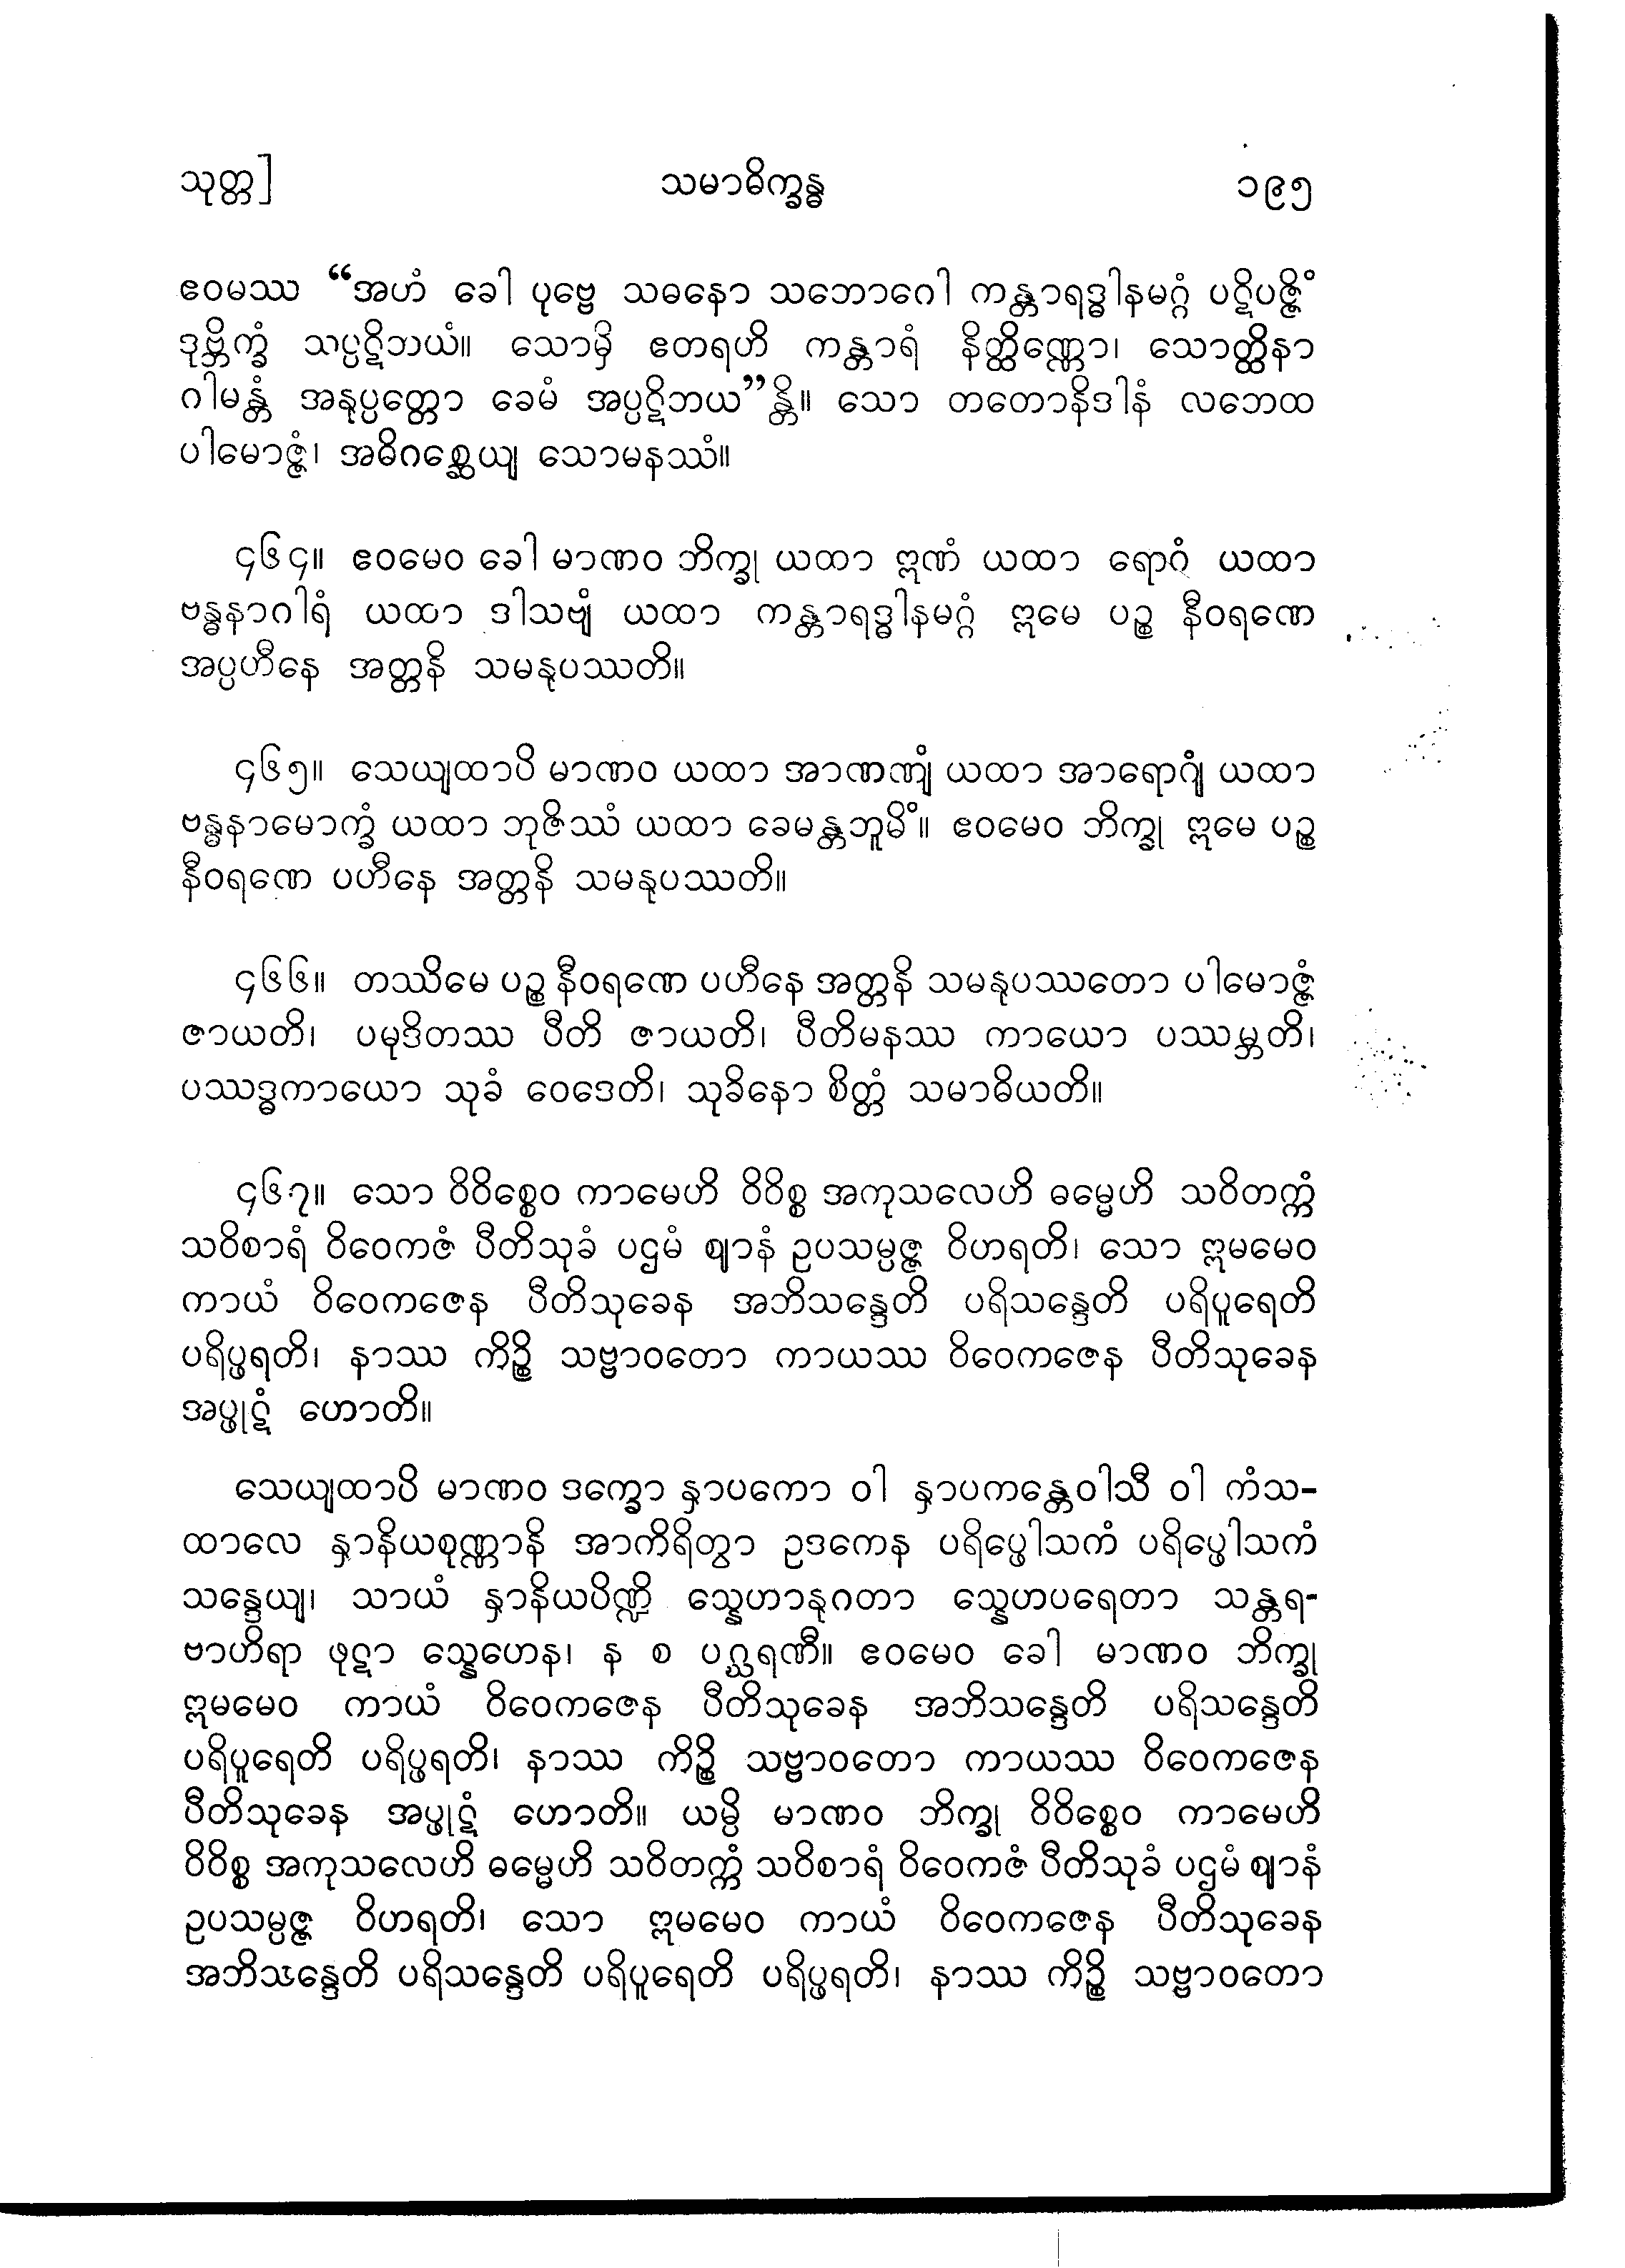 သုတ္တ] သမာဓိက္ခန္ဓ ၁၉၅
ဧဝမဿ “အဟံ ခေါ ပုဗ္ဗေ သဓနော သဘောဂေါ ကန္တာရဒ္ဓါနမဂ္ဂံ ပဋိပဇ္ဇိံ
ဒုဗ္ဘိက္ခံ သပ္ပဋိဘယံ။ သောမှိ ဧတရဟိ ကန္တာရံ နိတ္ထိဏ္ဏော၊ သောတ္ထိနာ
ဂါမန္တံ အနုပ္ပတ္တော ခေမံ အပ္ပဋိဘယ”န္တိ။ သော တတောနိဒါနံ လဘေထ
ပါမောဇ္ဇံ၊ အဓိဂစ္ဆေယျ သောမနဿံ။
၄၆၄။ ဧဝမေဝ ခေါ မာဏဝ ဘိက္ခု ယထာ ဣဏံ ယထာ ရောဂံ ယထာ
ဗန္ဓနာဂါရံ ယထာ ဒါသဗျံ ယထာ ကန္တာရဒ္ဓါနမဂ္ဂံ ဣမေ ပဉ္စ နီဝရဏေ
အပ္ပဟီနေ အတ္တနိ သမနုပဿတိ။
၄၆၅။ သေယျထာပိ မာဏဝ ယထာ အာဏဏျံ ယထာ အာရောဂျံ ယထာ
ဗန္ဓနာမောက္ခံ ယထာ ဘုဇိဿံ ယထာ ခေမန္တဘူမိံ။ ဧဝမေဝ ဘိက္ခု ဣမေ ပဉ္စ
နီဝရဏေ ပဟီနေ အတ္တနိ သမနုပဿတိ။
၄၆၆။ တဿိမေ ပဉ္စ နီဝရဏေ ပဟီနေ အတ္တနိ သမနုပဿတော ပါမောဇ္ဇံ
ဇာယတိ၊ ပမုဒိတဿ ပီတိ ဇာယတိ၊ ပီတိမနဿ ကာယော ပဿမ္ဘတိ၊
ပဿဒ္ဓကာယော သုခံ ဝေဒေတိ၊ သုခိနော စိတ္တံ သမာဓိယတိ။
၄၆၇။ သော ဝိဝိစ္စေဝ ကာမေဟိ ဝိဝိစ္စ အကုသလေဟိ ဓမ္မေဟိ သဝိတက္ကံ
သဝိစာရံ ဝိဝေကဇံ ပီတိသုခံ ပဌမံ ဈာနံ ဥပသမ္ပဇ္ဇ ဝိဟရတိ၊ သော ဣမမေဝ
ကာယံ ဝိဝေကဇေန ပီတိသုခေန အဘိသန္ဒေတိ ပရိသန္ဒေတိ ပရိပူရေတိ
ပရိပ္ဖရတိ၊ နာဿ ကိဉ္စိ သဗ္ဗာဝတော ကာယဿ ဝိဝေကဇေန ပီတိသုခေန
အပ္ဖုဋံ ဟောတိ။
သေယျထာပိ မာဏဝ ဒက္ခော နှာပကော ဝါ နှာပကန္တေဝါသီ ဝါ ကံသ-
ထာလေ နှာနိယစုဏ္ဏာနိ အာကိရိတွာ ဥဒကေန ပရိပ္ဖေါသကံ ပရိပ္ဖေါသကံ
သန္ဒေယျ၊ သာယံ နှာနိယပိဏ္ဍိ သ္နေဟာနုဂတာ သ္နေဟပရေတာ သန္တရ-
ဗာဟိရာ ဖုဋာ သ္နေဟေန၊ န စ ပဂ္ဃရဏီ။ ဧဝမေဝ ခေါ မာဏဝ ဘိက္ခု
ဣမမေဝ ကာယံ ဝိဝေကဇေန ပီတိသုခေန အဘိသန္ဒေတိ ပရိသန္ဒေတိ
ပရိပူရေတိ ပရိပ္ဖရတိ၊ နာဿ ကိဉ္စိ သဗ္ဗာဝတော ကာယဿ ဝိဝေကဇေန
ပီတိသုခေန အပ္ဖုဋံ ဟောတိ။ ယမ္ပိ မာဏဝ ဘိက္ခု ဝိဝိစ္စေဝ ကာမေဟိ
ဝိဝိစ္စ အကုသလေဟိ ဓမ္မေဟိ သဝိတက္ကံ သဝိစာရံ ဝိဝေကဇံ ပီတိသုခံ ပဌမံ ဈာနံ
ဥပသမ္ပဇ္ဇ ဝိဟရတိ၊ သော ဣမမေဝ ကာယံ ဝိဝေကဇေန ပီတိသုခေန
အဘိသန္ဒေတိ ပရိသန္ဒေတိ ပရိပူရေတိ ပရိပ္ဖရတိ၊ နာဿ ကိဉ္စိ သဗ္ဗာဝတော